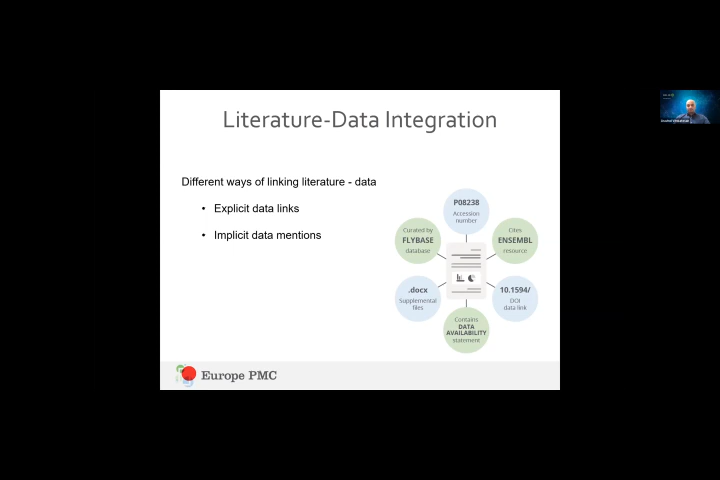 Literature-Data Integration
Different ways of linking literature - data
• Explicit data links
• Implicit data mentions
P08238
Accession
number
Curated by
FLYBASE
database
Cites
ENSEMBL
resource
.docx
Supplemental
files
10.1594/
DOI
data link
Contains
DATA
AVAILABILITY
statement
Europe PMC